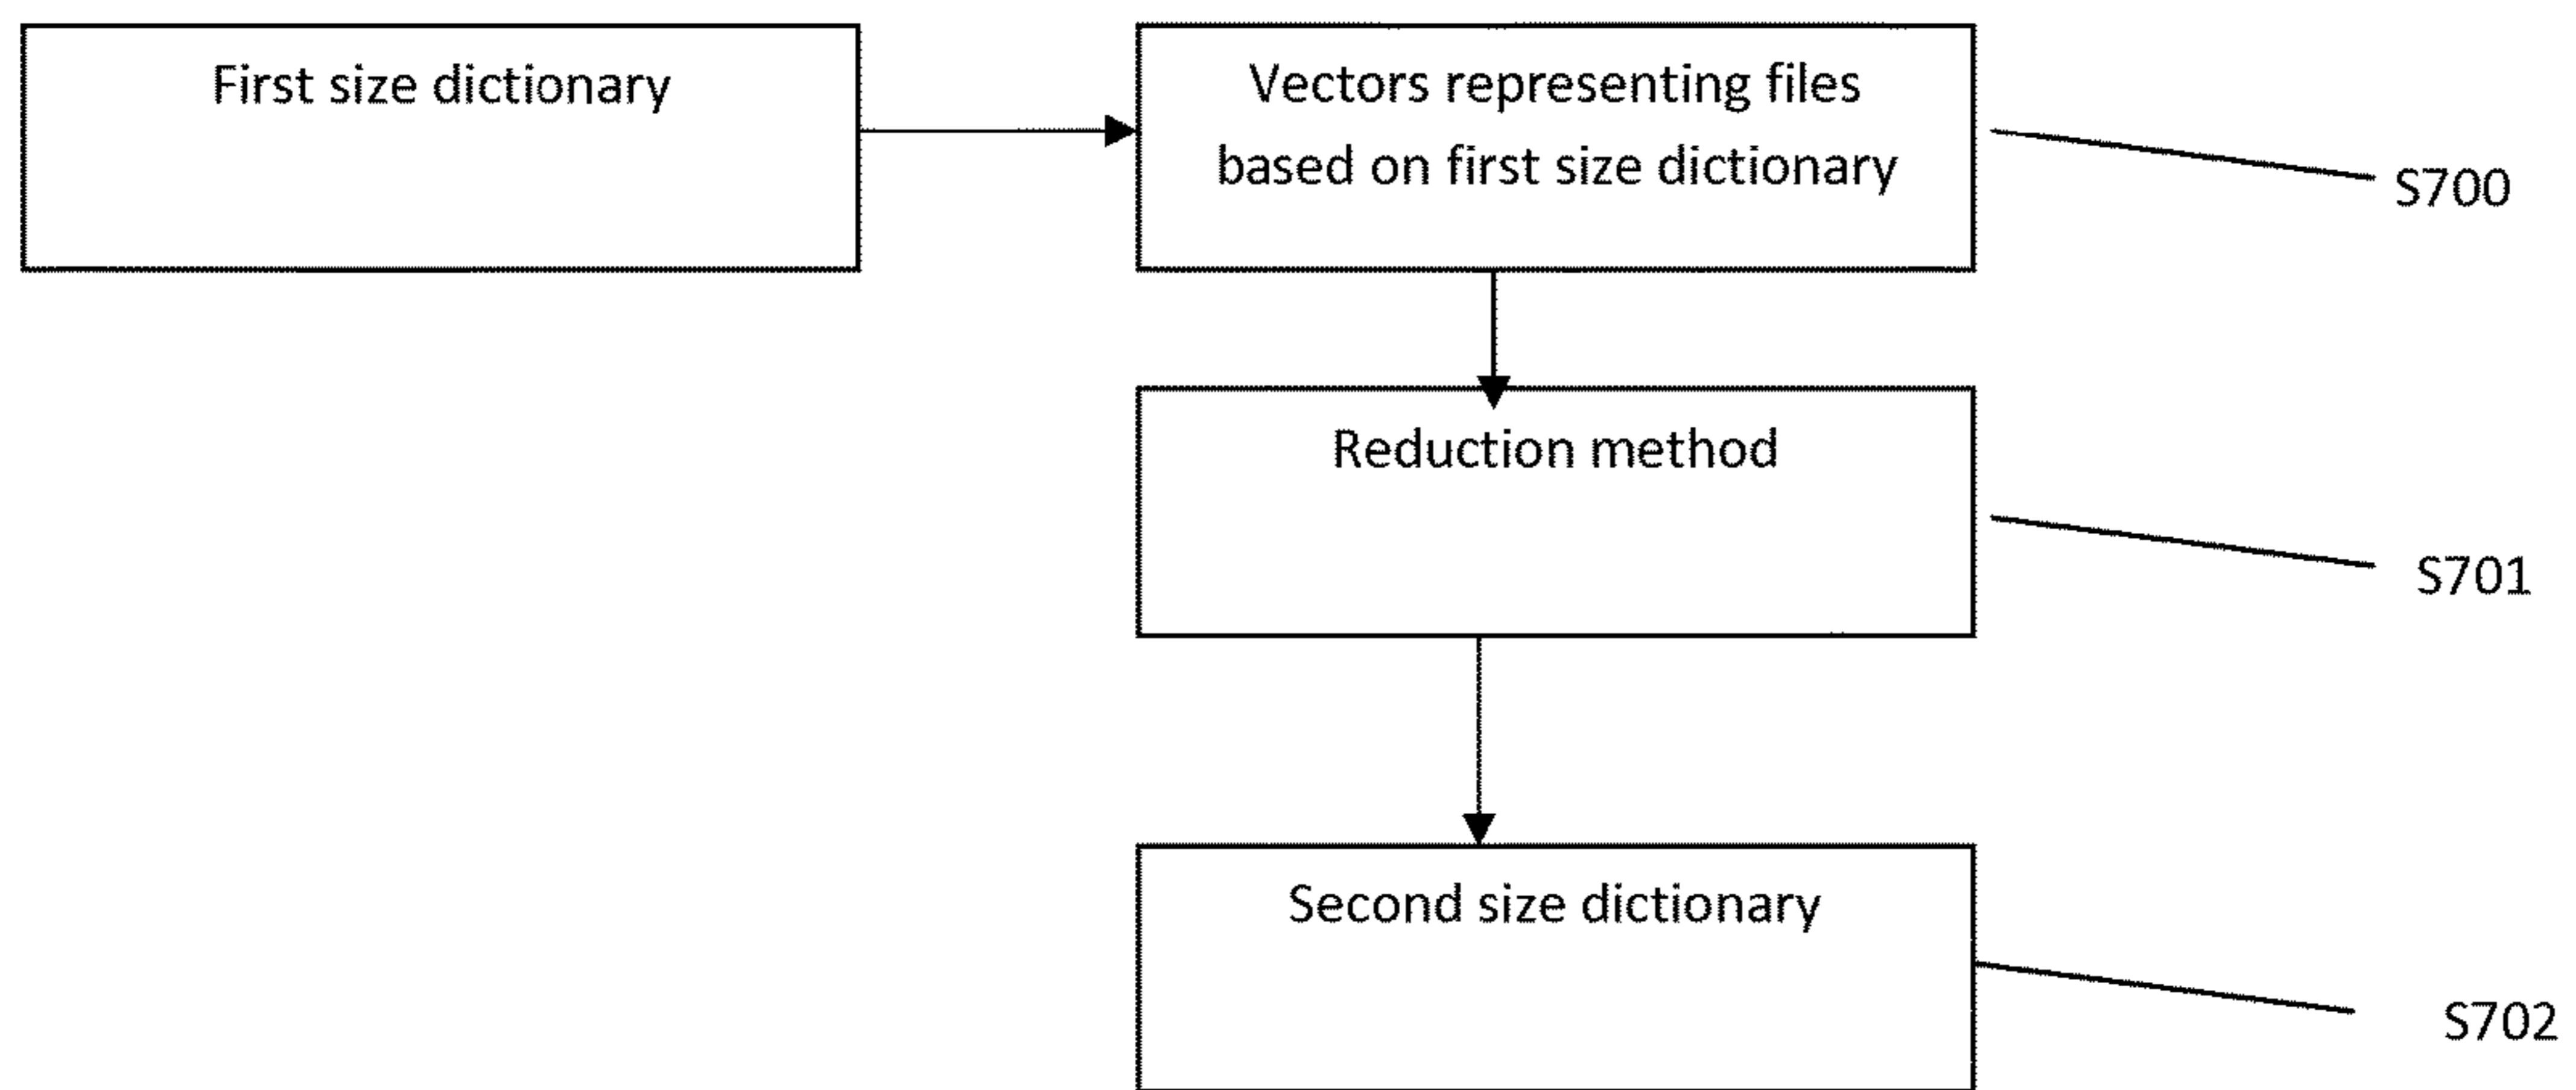 First size dictionary
Vectors representing files
based on first size dictionary
S700
Reduction method
S701
Second size dictionary
S702